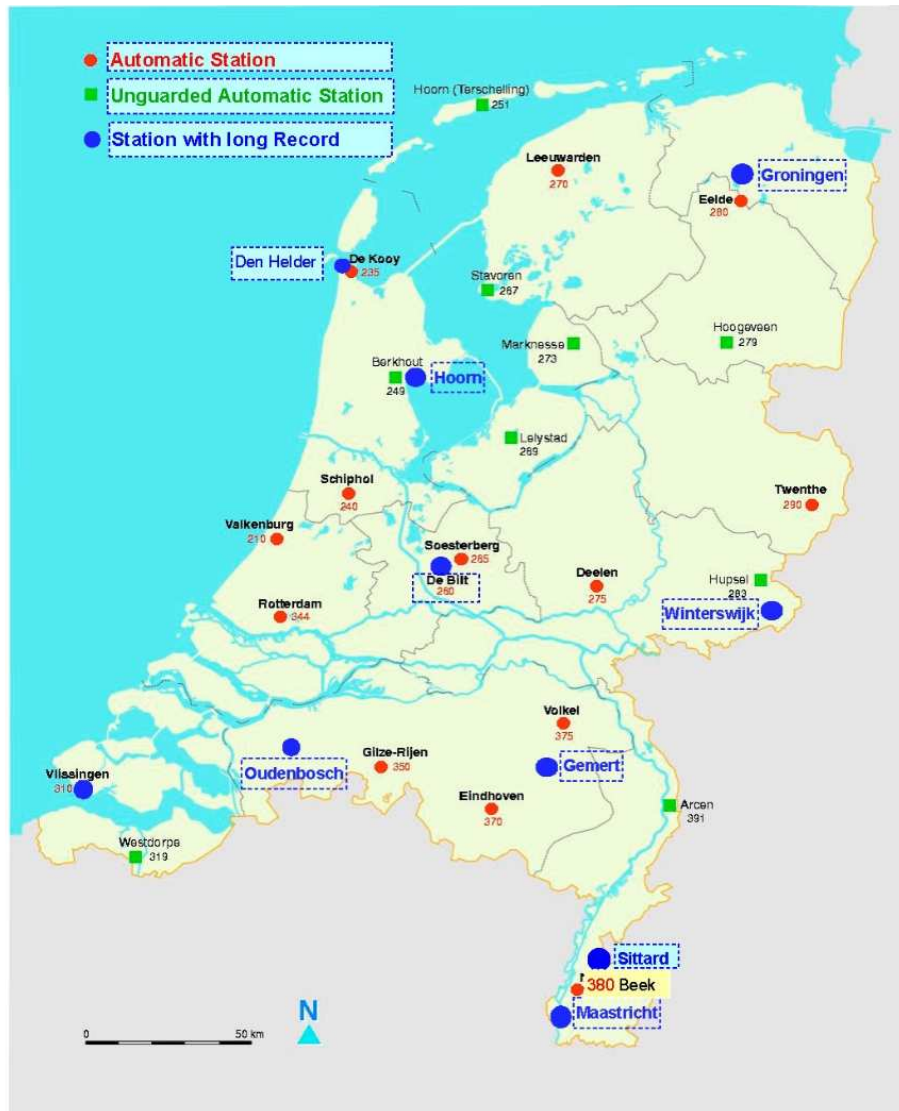 Automatic Station
Unguarded Automatic Station
Station with long Record
Hoorn (Terschelling)
251
Leeuwarden
270
Groningen
Eelde
280
Den Helder
De Kooy
235
Stavoren
267
Marknesse
273
Hoogeveen
279
Berkhout
249
Hoorn
Lelystad
269
Schiphol
240
Twenthe
290
Valkenburg
210
Soesterberg
265
De Bilt
260
Deelen
275
Hupsel
283
Winterswijk
Rotterdam
344
Volkel
375
Oudenbosch
Gilze-Rijen
350
Gemert
Vlissingen
310
Eindhoven
370
Arcen
391
Westdorpe
319
Sittard
380 Beek
Maastricht
N
0
50 km